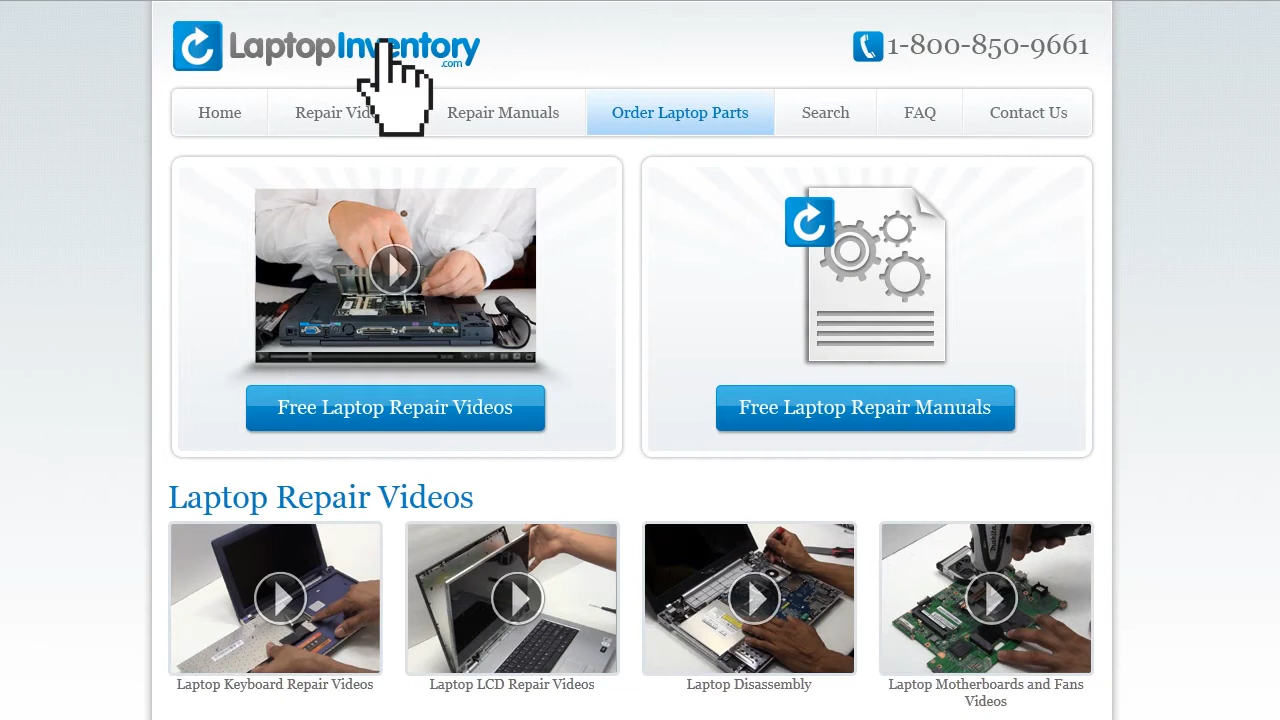 LaptopInventory
.com
1-800-850-9661
Home
Repair Manuals
Order Laptop Parts
Search
FAQ
Contact Us
Free Laptop Repair Videos
Free Laptop Repair Manuals
Laptop Repair Videos
Laptop Keyboard Repair Videos
Laptop LCD Repair Videos
Laptop Disassembly
Laptop Motherboards and Fans
Videos